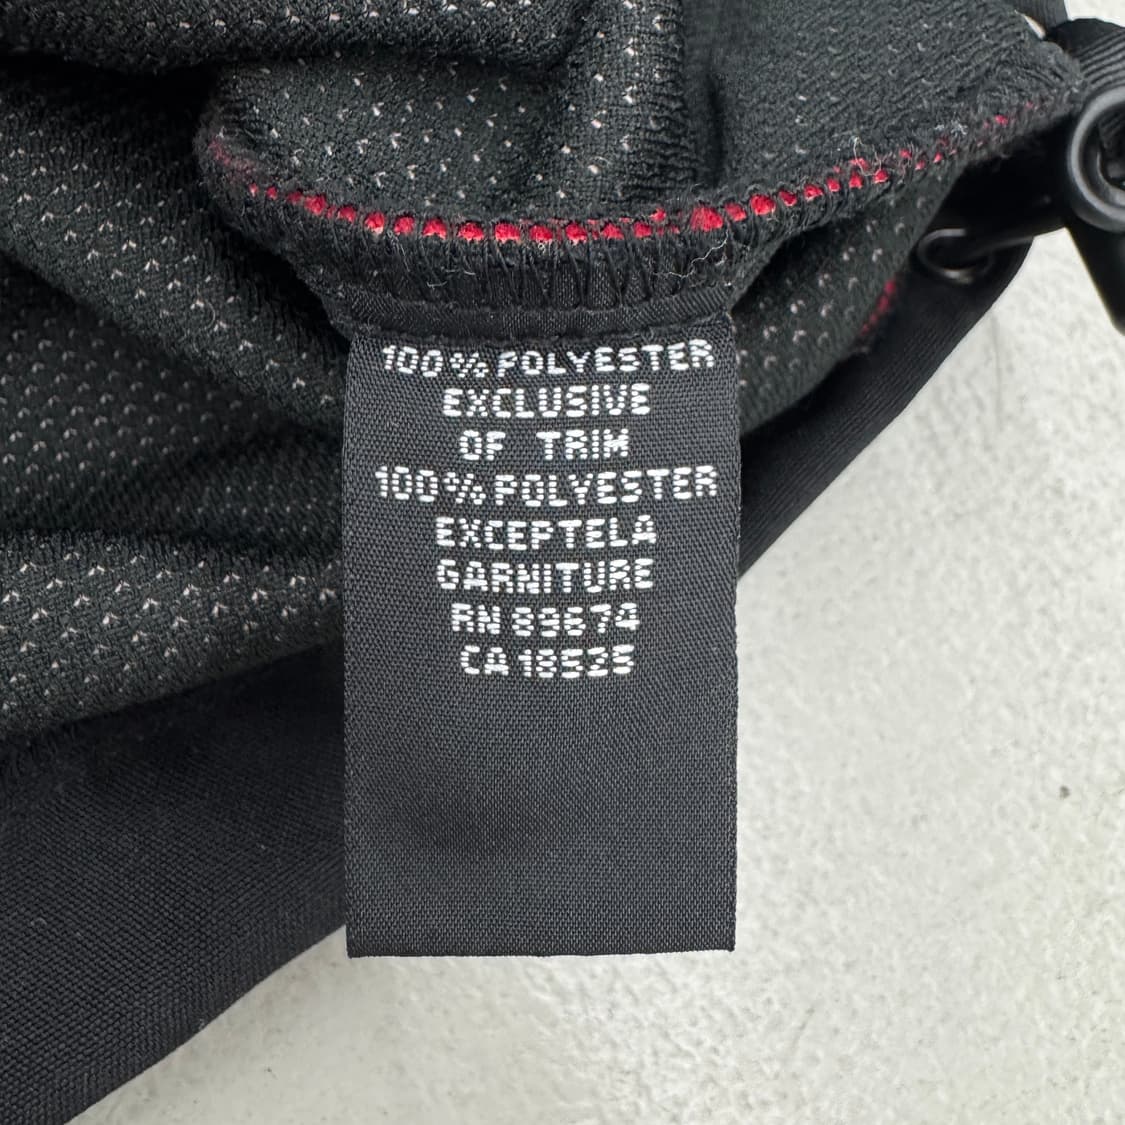 100% POLYESTER
EXCLUSIVE
OF TRIM
100% POLYESTER
EXCEPTELA
GARNITURE
RN 89674
CA 18525